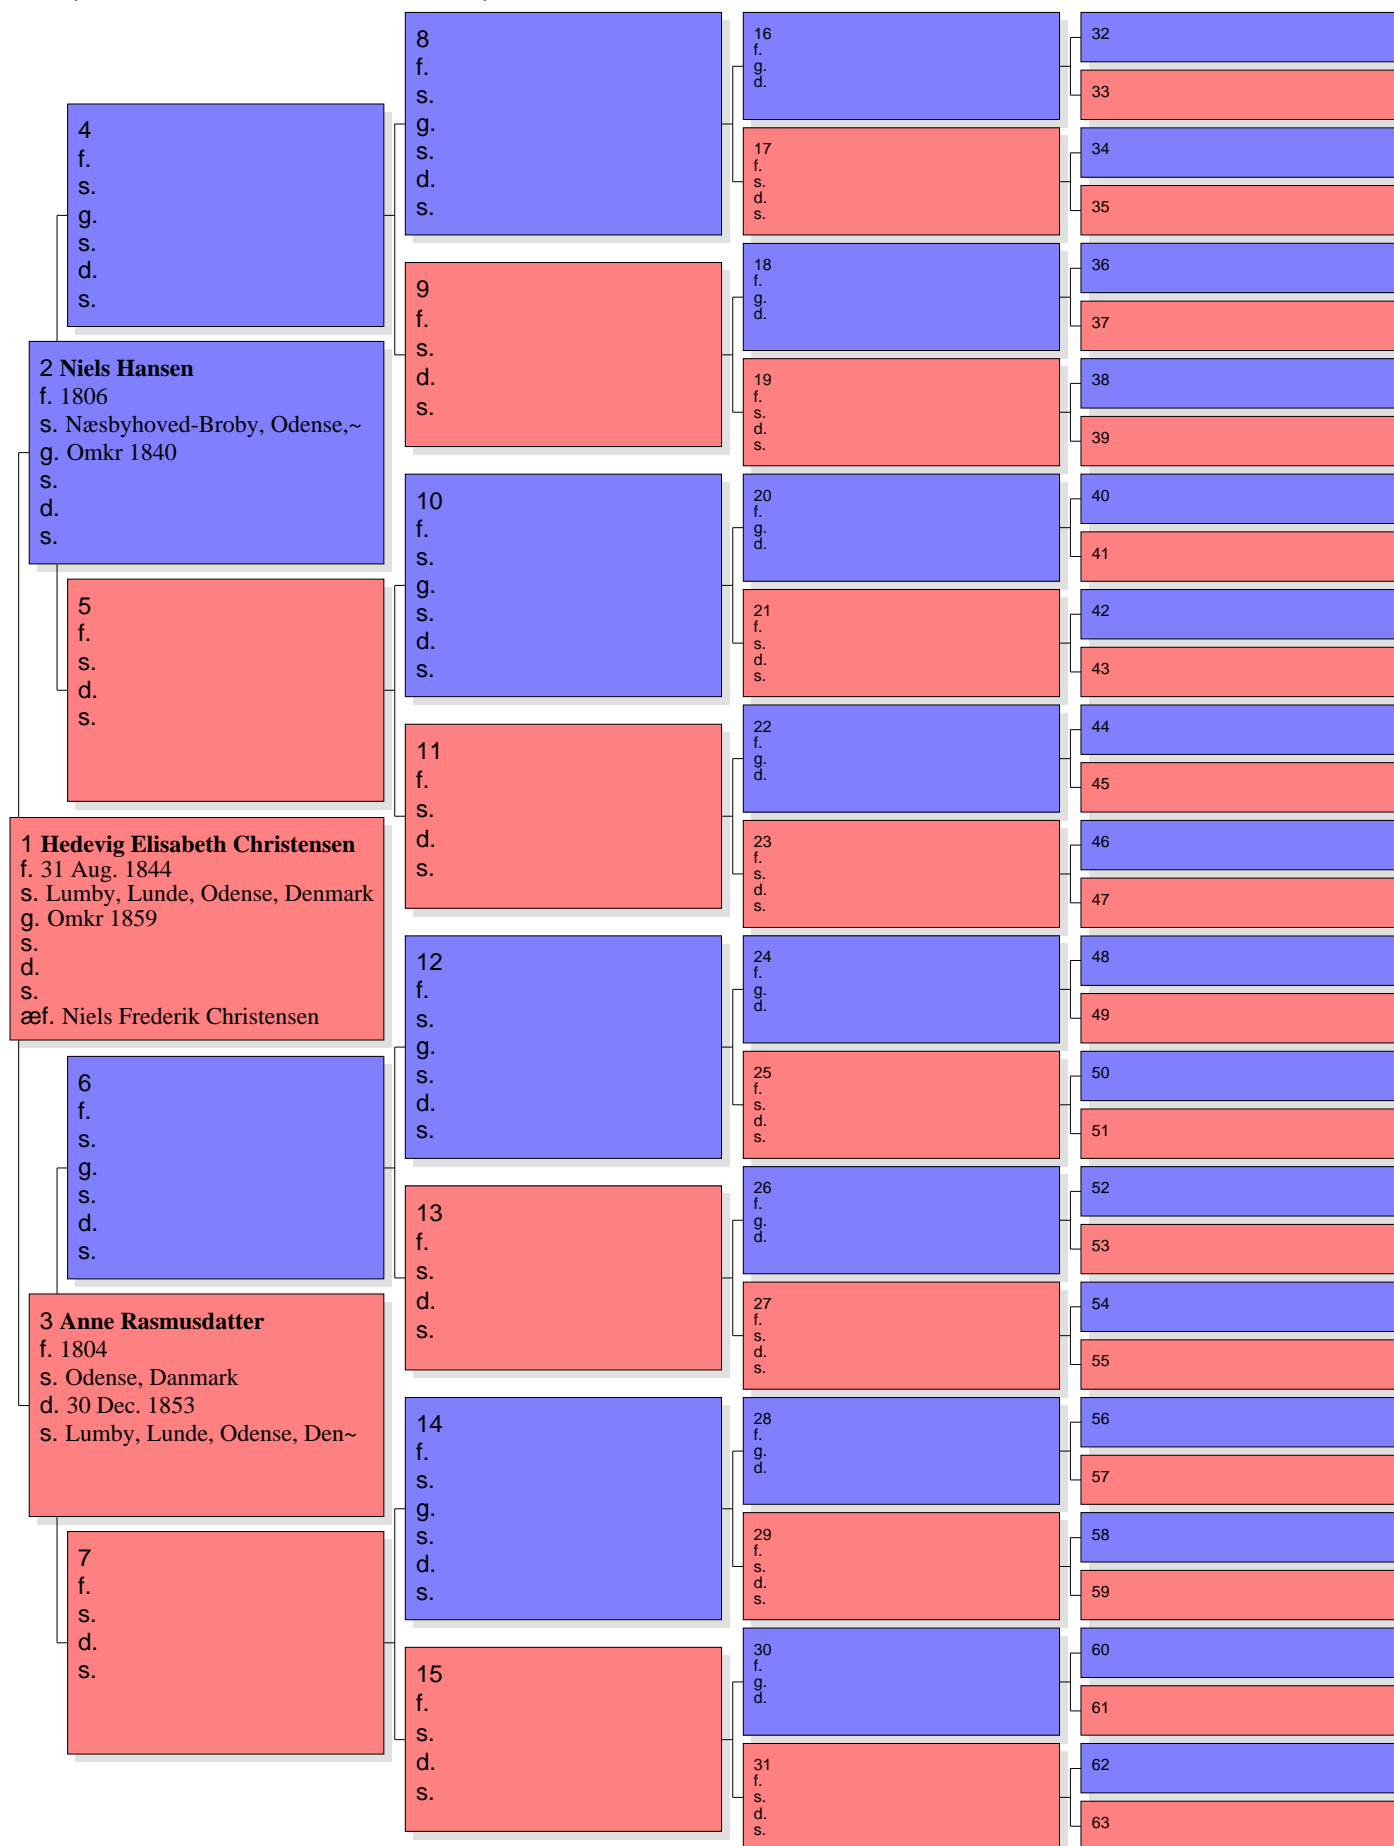 8
f.
s.
g.
s.
d.
s.
4
f.
s.
g.
s.
d.
s.
9
f.
s.
d.
s.
2 Niels Hansen
f. 1806
s. Næsbyhoved-Broby, Odense,~
g. Omkr 1840
s.
d.
s.
10
f.
s.
g.
s.
d.
s.
5
f.
s.
d.
s.
11
f.
s.
d.
s.
1 Hedevig Elisabeth Christensen
f. 31 Aug. 1844
s. Lumby, Lunde, Odense, Denmark
g. Omkr 1859
s.
d.
s.
æf. Niels Frederik Christensen
12
f.
s.
g.
s.
d.
s.
6
f.
s.
g.
s.
d.
s.
13
f.
s.
d.
s.
3 Anne Rasmusdatter
f. 1804
s. Odense, Danmark
d. 30 Dec. 1853
s. Lumby, Lunde, Odense, Den~
14
f.
s.
g.
s.
d.
s.
7
f.
s.
d.
s.
15
f.
s.
d.
s.
16
f.
g.
d.
17
f.
s.
d.
s.
18
f.
g.
d.
19
f.
s.
d.
s.
20
f.
g.
d.
21
f.
s.
d.
s.
22
f.
g.
d.
23
f.
s.
d.
s.
24
f.
g.
d.
25
f.
s.
d.
s.
26
f.
g.
d.
27
f.
s.
d.
s.
28
f.
g.
d.
29
f.
s.
d.
s.
30
f.
g.
d.
31
f.
s.
d.
s.
32
33
34
35
36
37
38
39
40
41
42
43
44
45
46
47
48
49
50
51
52
53
54
55
56
57
58
59
60
61
62
63